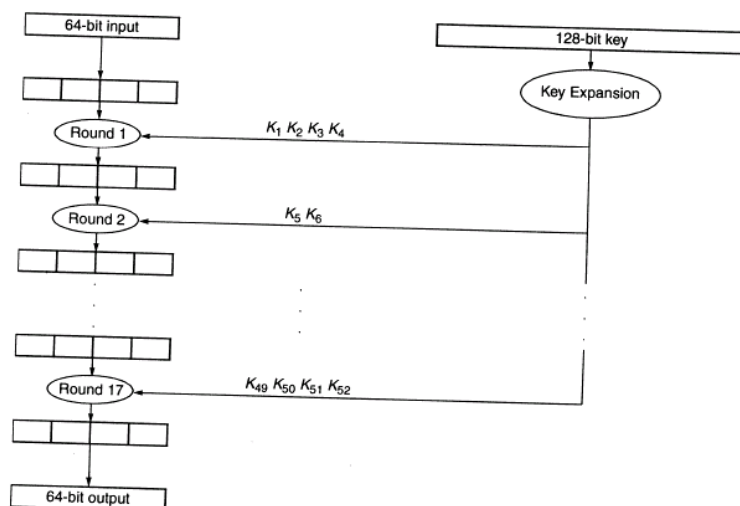 64-bit input
128-bit key
Key Expansion
Round 1
K₁ K₂ K₃ K₄
Round 2
K₅ K₆
Round 17
K₄₉ K₅₀ K₅₁ K₅₂
64-bit output